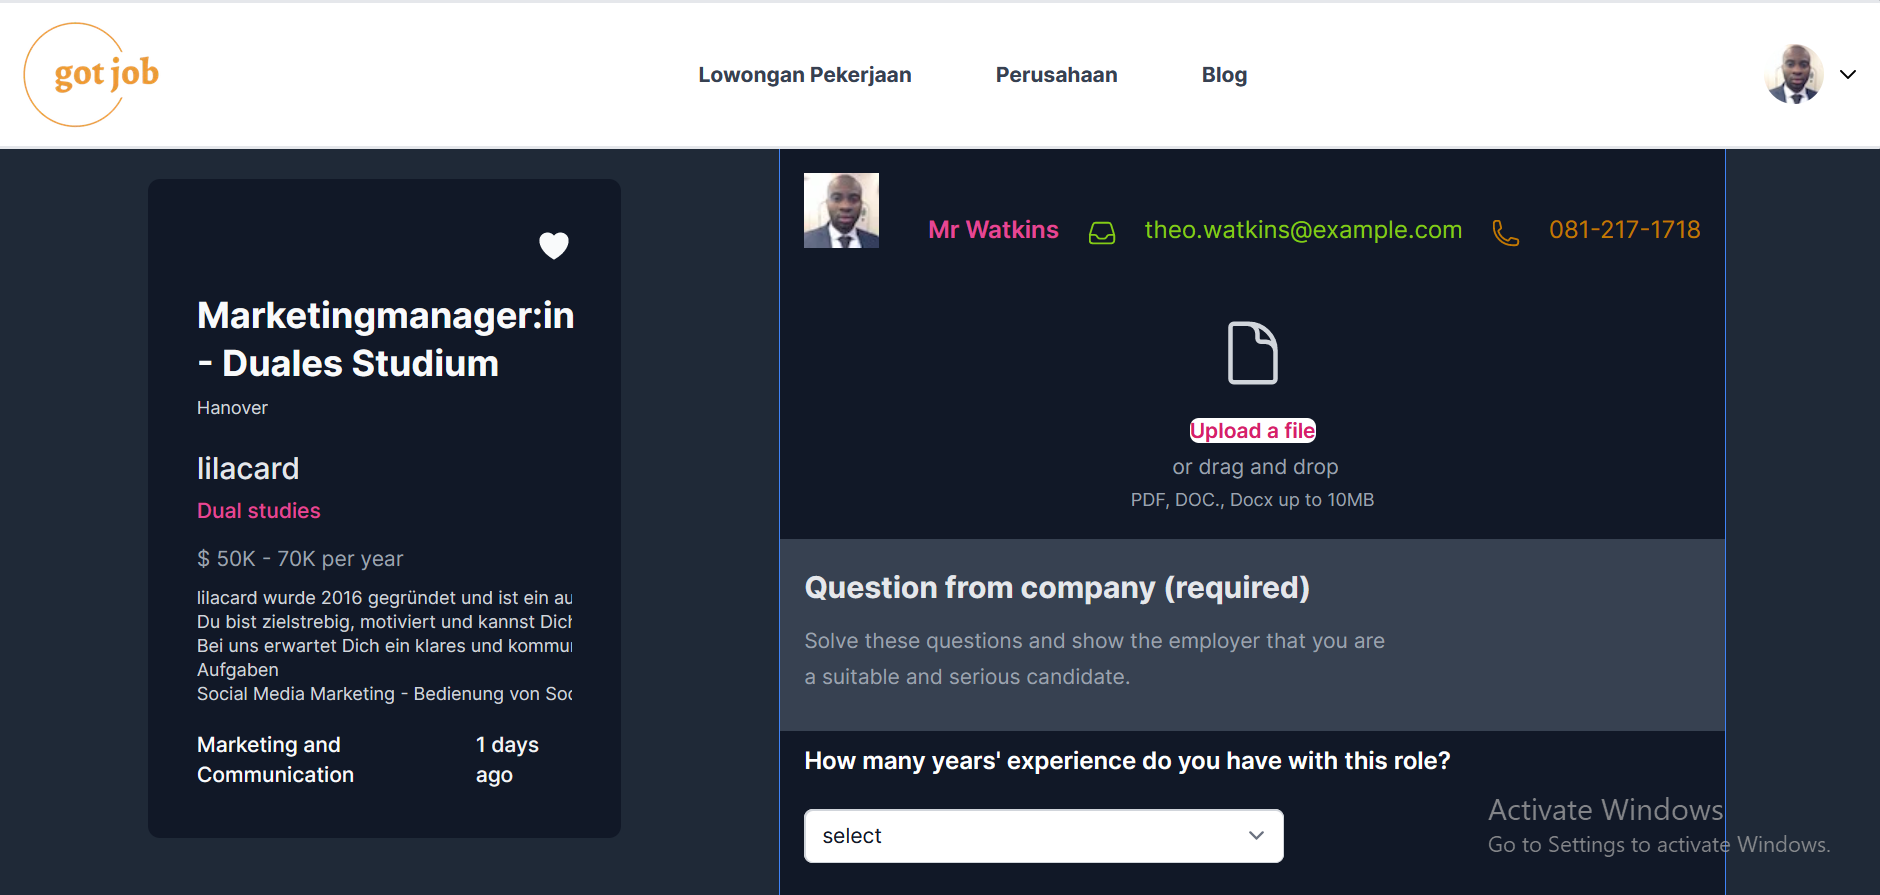 got job
Lowongan Pekerjaan
Perusahaan
Blog
Marketingmanager:in
- Duales Studium
Hanover
lilacard
Dual studies
$ 50K - 70K per year
lilacard wurde 2016 gegründet und ist ein au
Du bist zielstrebig, motiviert und kannst Dich
Bei uns erwartet Dich ein klares und kommu
Aufgaben
Social Media Marketing - Bedienung von Soc
Marketing and
Communication
1 days
ago
Mr Watkins
theo.watkins@example.com
081-217-1718
Upload a file
or drag and drop
PDF, DOC., Docx up to 10MB
Question from company (required)
Solve these questions and show the employer that you are
a suitable and serious candidate.
How many years' experience do you have with this role?
select
Activate Windows
Go to Settings to activate Windows.